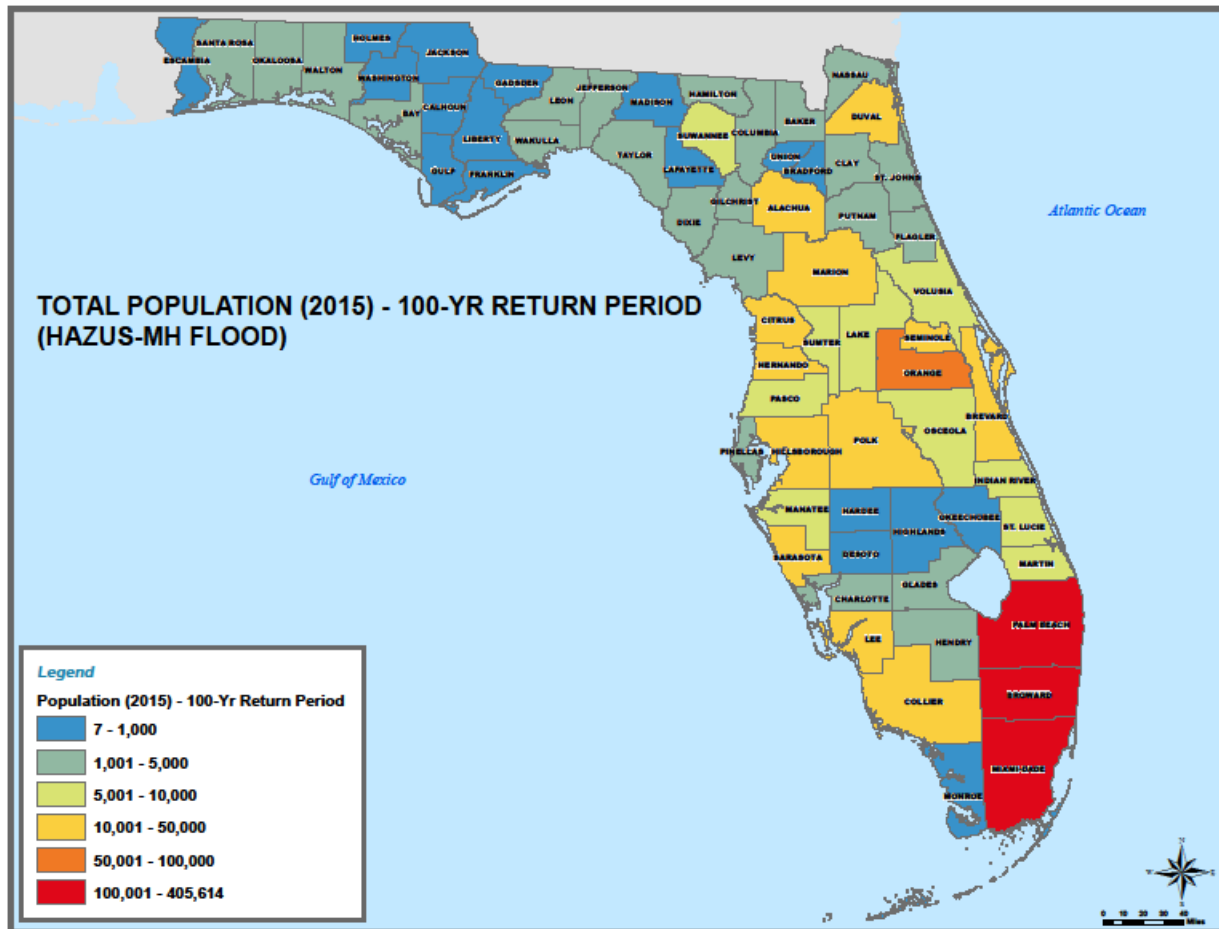 SANTA ROSA
HOLMES
JACKSON
ESCAMBIA
OKALOOSA
WALTON
WASHINGTON
GADSDEN
NASSAU
BAY
CALHOUN
LEON
JEFFERSON
MADISON
HAMILTON
BAKER
DUVAL
LIBERTY
WAKULLA
SUWANNEE
COLUMBIA
GULF
FRANKLIN
TAYLOR
LAFAYETTE
UNION
BRADFORD
CLAY
ST. JOHNS
GILCHRIST
ALACHUA
PUTNAM
Atlantic Ocean
DIXIE
FLAGLER
LEVY
MARION
VOLUSIA
TOTAL POPULATION (2015) - 100-YR RETURN PERIOD
(HAZUS-MH FLOOD)
CITRUS
SUMTER
LAKE
SEMINOLE
HERNANDO
ORANGE
PASCO
BREVARD
OSCEOLA
PINELLAS
HILLSBOROUGH
POLK
Gulf of Mexico
INDIAN RIVER
MANATEE
HARDEE
OKEECHOBEE
HIGHLANDS
ST. LUCIE
SARASOTA
DESOTO
MARTIN
CHARLOTTE
GLADES
PALM BEACH
LEE
HENDRY
BROWARD
COLLIER
MIAMI-DADE
MONROE
Legend
Population (2015) - 100-Yr Return Period
7 - 1,000
1,001 - 5,000
5,001 - 10,000
10,001 - 50,000
50,001 - 100,000
100,001 - 405,614
N
W
E
S
0 10 20 30 40
Miles